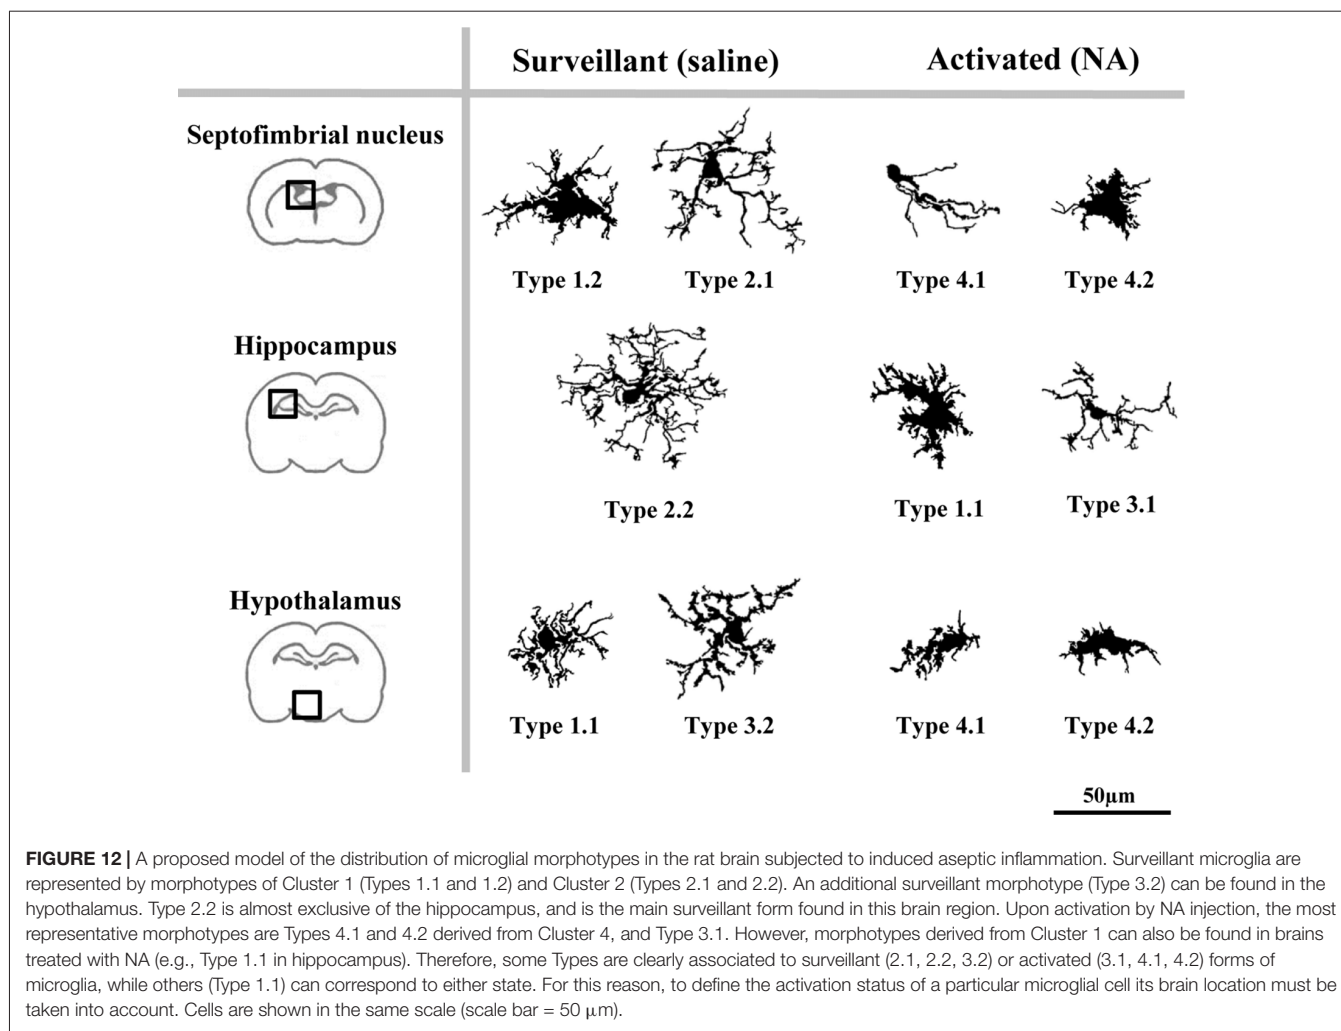 Surveillant (saline) Activated (NA)
Septofimbrial nucleus
Type 1.2 Type 2.1 Type 4.1 Type 4.2
Hippocampus
Type 2.2 Type 1.1 Type 3.1
Hypothalamus
Type 1.1 Type 3.2 Type 4.1 Type 4.2
50µm
FIGURE 12 | A proposed model of the distribution of microglial morphotypes in the rat brain subjected to induced aseptic inflammation. Surveillant microglia are
represented by morphotypes of Cluster 1 (Types 1.1 and 1.2) and Cluster 2 (Types 2.1 and 2.2). An additional surveillant morphotype (Type 3.2) can be found in the
hypothalamus. Type 2.2 is almost exclusive of the hippocampus, and is the main surveillant form found in this brain region. Upon activation by NA injection, the most
representative morphotypes are Types 4.1 and 4.2 derived from Cluster 4, and Type 3.1. However, morphotypes derived from Cluster 1 can also be found in brains
treated with NA (e.g., Type 1.1 in hippocampus). Therefore, some Types are clearly associated to surveillant (2.1, 2.2, 3.2) or activated (3.1, 4.1, 4.2) forms of
microglia, while others (Type 1.1) can correspond to either state. For this reason, to define the activation status of a particular microglial cell its brain location must be
taken into account. Cells are shown in the same scale (scale bar = 50 µm).